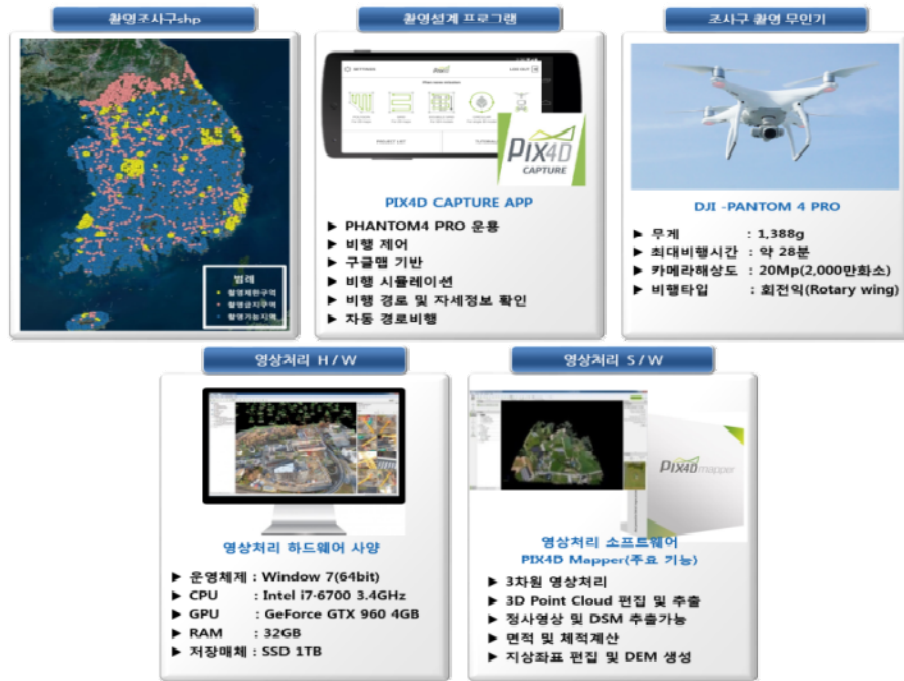 촬영조사구shp
범례
촬영제한구역
촬영금지구역
촬영가능지역
촬영설계 프로그램
SETTINGS
PIX4D
LOG OUT
PROJECT LIST
TUTORIAL
PIX4D
CAPTURE
PIX4D CAPTURE APP
▶ PHANTOM4 PRO 운용
▶ 비행 제어
▶ 구글맵 기반
▶ 비행 시뮬레이션
▶ 비행 경로 및 자세정보 확인
▶ 자동 경로비행
조사구 촬영 무인기
DJI -PANTOM 4 PRO
▶ 무게 : 1,388g
▶ 최대비행시간 : 약 28분
▶ 카메라해상도 : 20Mp(2,000만화소)
▶ 비행타입 : 회전익(Rotary wing)
영상처리 H/W
영상처리 하드웨어 사양
▶ 운영체제 : Window 7(64bit)
▶ CPU : Intel i7-6700 3.4GHz
▶ GPU : GeForce GTX 960 4GB
▶ RAM : 32GB
▶ 저장매체 : SSD 1TB
영상처리 S/W
PIX4Dmapper
영상처리 소프트웨어
PIX4D Mapper(주요 기능)
▶ 3차원 영상처리
▶ 3D Point Cloud 편집 및 추출
▶ 정사영상 및 DSM 추출가능
▶ 면적 및 체적계산
▶ 지상좌표 편집 및 DEM 생성